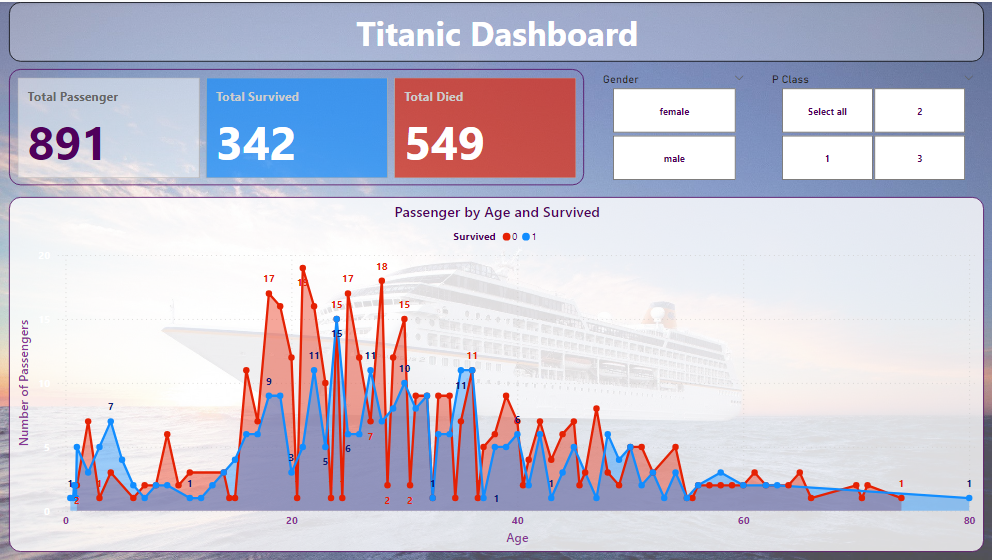 Titanic Dashboard
Total Passenger
891
Total Survived
342
Total Died
549
Gender
female
male
P Class
Select all
2
1
3
Passenger by Age and Survived
Survived 0 1
Number of Passengers
20
10
5
0
17
19
15
17
18
15
11
15
11
11
10
11
9
7
6
7
3
5
6
1
2
1
1
2
2
1
1
1
1
1
0 20 40 60 80
Age